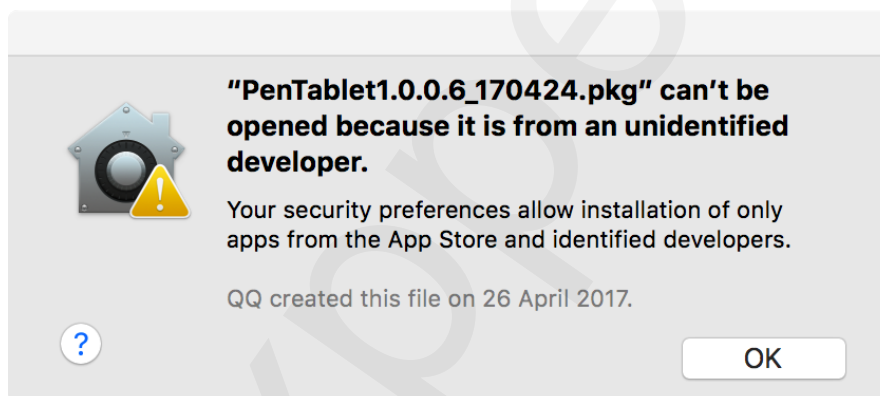 “PenTablet1.0.0.6_170424.pkg” can’t be
opened because it is from an unidentified
developer.
Your security preferences allow installation of only
apps from the App Store and identified developers.
QQ created this file on 26 April 2017.
?
OK